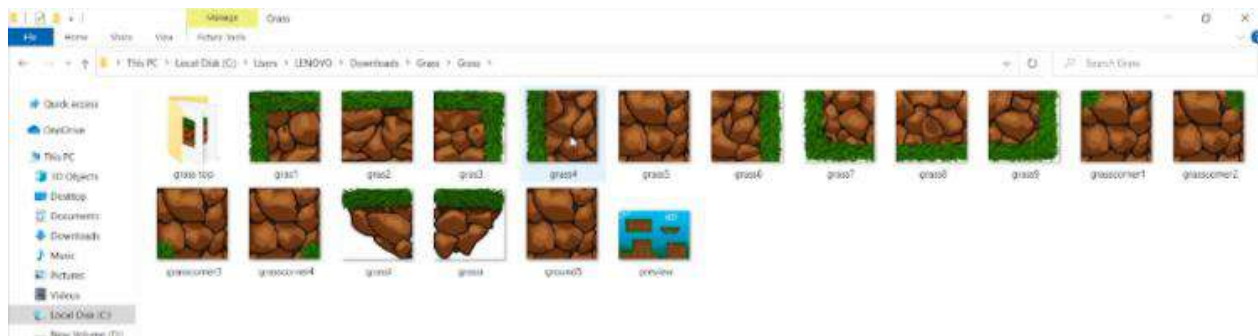 Manage Grass
File Home Share View Picture Tools
This PC > Local Disk (C:) > Users > LENOVO > Downloads > Grass > Grass >
Search Grass
Quick access
OneDrive
This PC
3D Objects
Desktop
Documents
Downloads
Music
Pictures
Videos
Local Disk (C:)
New Volume (D:)
grass top grass1 grass2 grass3 grass4 grass5 grass6 grass7 grass8 grass9 grasscorner1 grasscorner2
grasscorner3 grasscorner4 ground5 preview